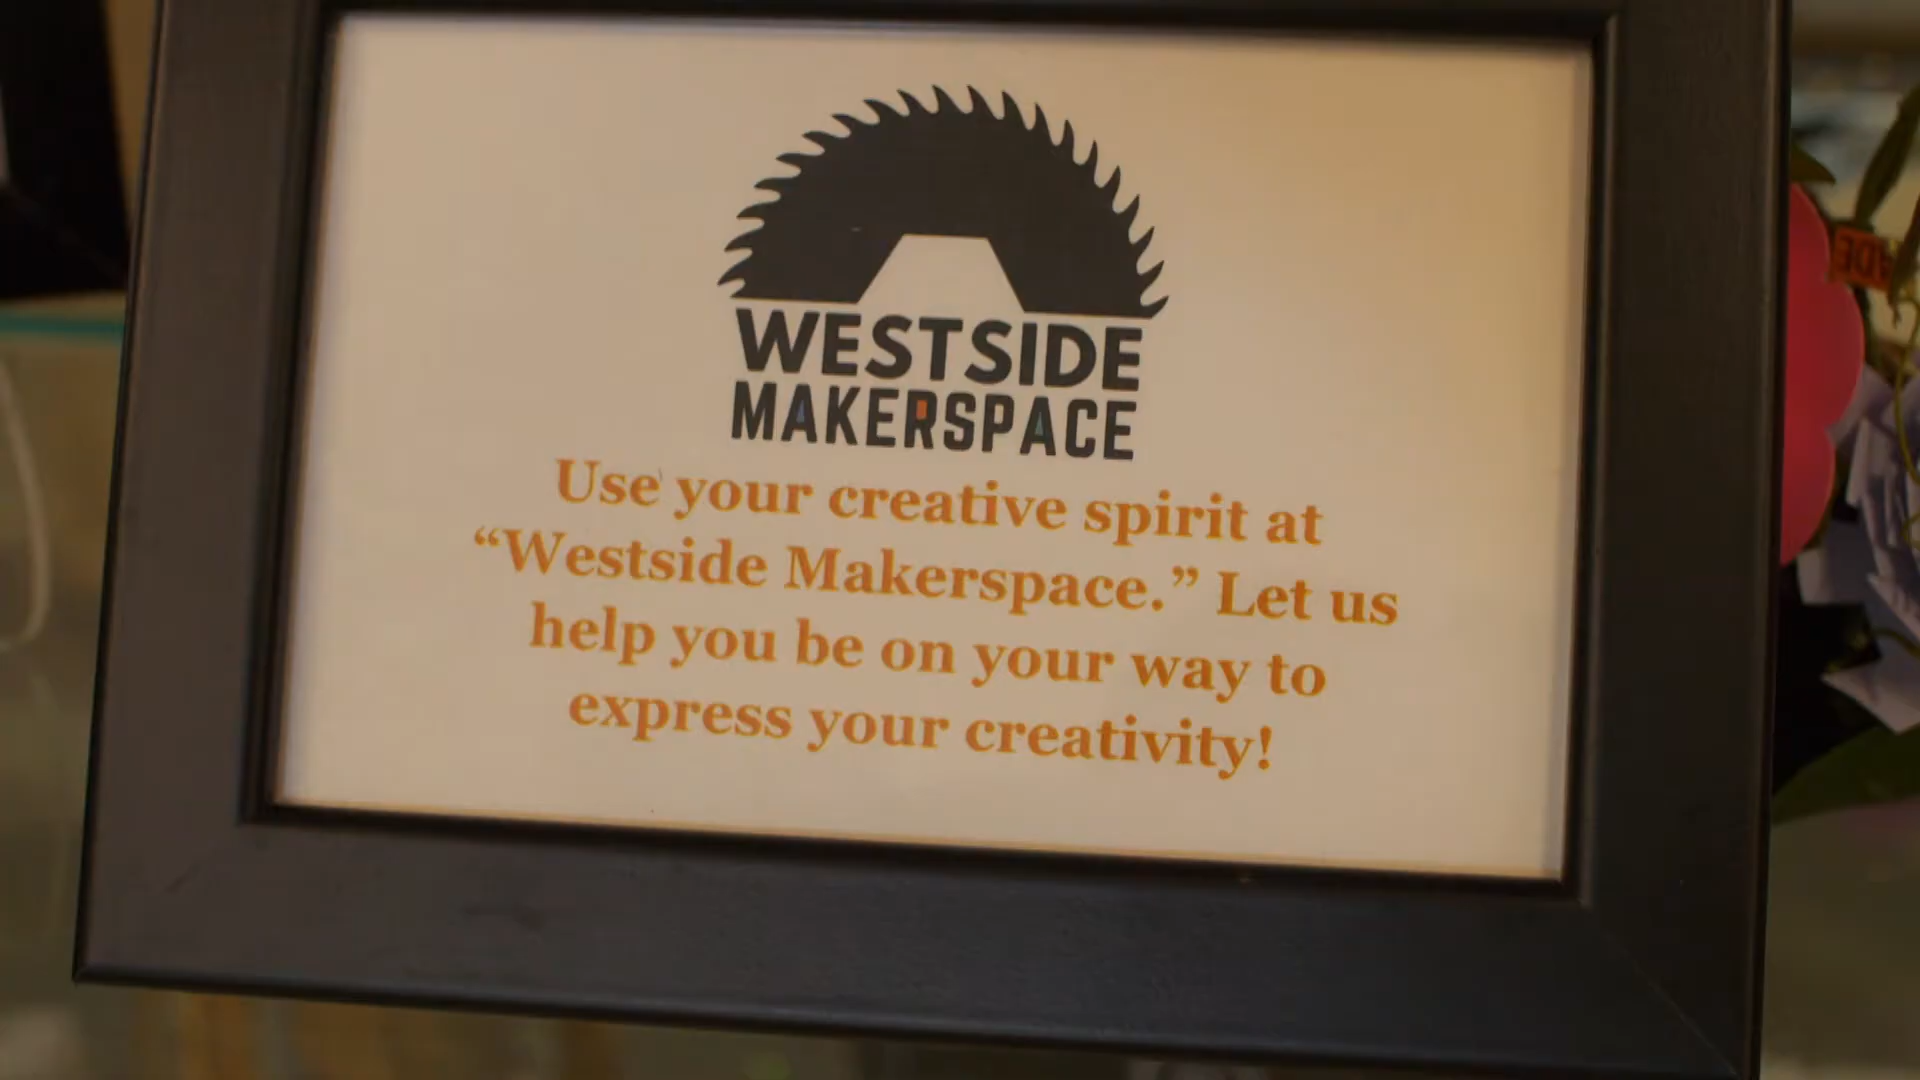 WESTSIDE
MAKERSPACE
Use your creative spirit at
“Westside Makerspace.” Let us
help you be on your way to
express your creativity!